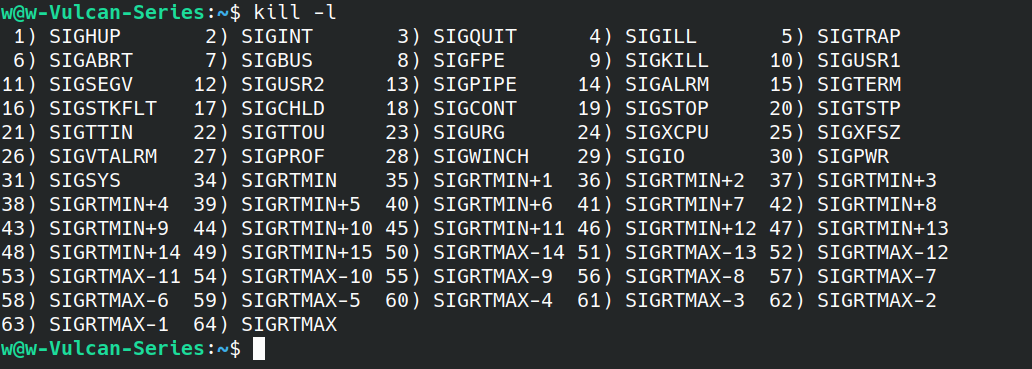 w@w-Vulcan-Series:~$ kill -l
 1) SIGHUP       2) SIGINT       3) SIGQUIT      4) SIGILL       5) SIGTRAP
 6) SIGABRT      7) SIGBUS       8) SIGFPE       9) SIGKILL     10) SIGUSR1
11) SIGSEGV     12) SIGUSR2     13) SIGPIPE     14) SIGALRM     15) SIGTERM
16) SIGSTKFLT   17) SIGCHLD     18) SIGCONT     19) SIGSTOP     20) SIGTSTP
21) SIGTTIN     22) SIGTTOU     23) SIGURG      24) SIGXCPU     25) SIGXFSZ
26) SIGVTALRM   27) SIGPROF     28) SIGWINCH    29) SIGIO       30) SIGPWR
31) SIGSYS      34) SIGRTMIN    35) SIGRTMIN+1  36) SIGRTMIN+2  37) SIGRTMIN+3
38) SIGRTMIN+4  39) SIGRTMIN+5  40) SIGRTMIN+6  41) SIGRTMIN+7  42) SIGRTMIN+8
43) SIGRTMIN+9  44) SIGRTMIN+10 45) SIGRTMIN+11 46) SIGRTMIN+12 47) SIGRTMIN+13
48) SIGRTMIN+14 49) SIGRTMIN+15 50) SIGRTMAX-14 51) SIGRTMAX-13 52) SIGRTMAX-12
53) SIGRTMAX-11 54) SIGRTMAX-10 55) SIGRTMAX-9  56) SIGRTMAX-8  57) SIGRTMAX-7
58) SIGRTMAX-6  59) SIGRTMAX-5  60) SIGRTMAX-4  61) SIGRTMAX-3  62) SIGRTMAX-2
63) SIGRTMAX-1  64) SIGRTMAX
w@w-Vulcan-Series:~$